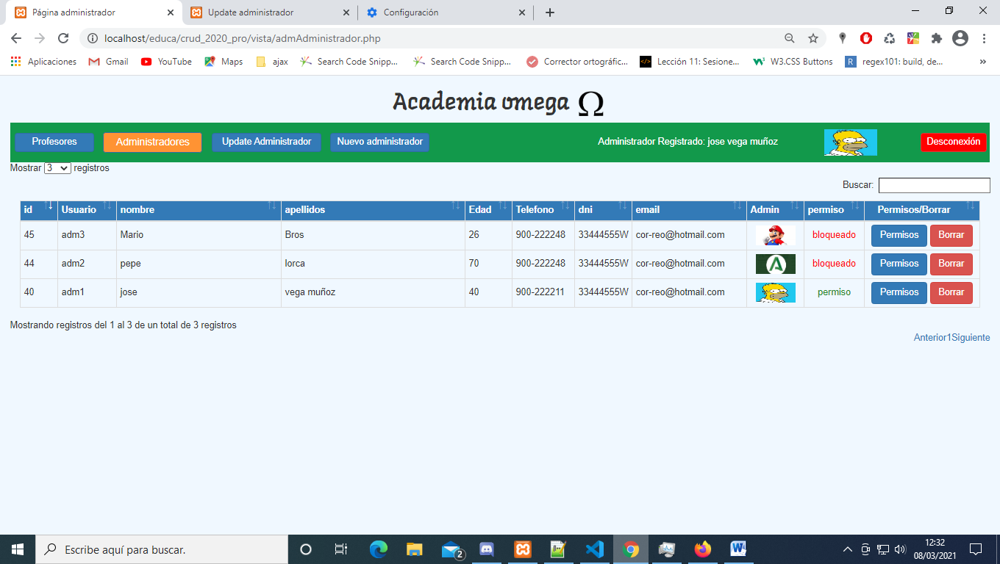 Página administrador
Update administrador
Configuración
localhost/educa/crud_2020_pro/vista/admAdministrador.php
Aplicaciones Gmail YouTube Maps ajax Search Code Snipp... Search Code Snipp... Corrector ortográfic... Lección 11: Sesione... W3.CSS Buttons R regex101: build, de... »
Academia omega Ω
Profesores Administradores Update Administrador Nuevo administrador Administrador Registrado: jose vega muñoz Desconexión
Mostrar 3 registros
Buscar:
id Usuario nombre apellidos Edad Telefono dni email Admin permiso Permisos/Borrar
45 adm3 Mario Bros 26 900-222248 33444555W cor-reo@hotmail.com bloqueado Permisos Borrar
44 adm2 pepe lorca 70 900-222248 33444555W cor-reo@hotmail.com A bloqueado Permisos Borrar
40 adm1 jose vega muñoz 40 900-222211 33444555W cor-reo@hotmail.com permiso Permisos Borrar
Mostrando registros del 1 al 3 de un total de 3 registros
Anterior1Siguiente
Escribe aquí para buscar.
2
12:32
08/03/2021